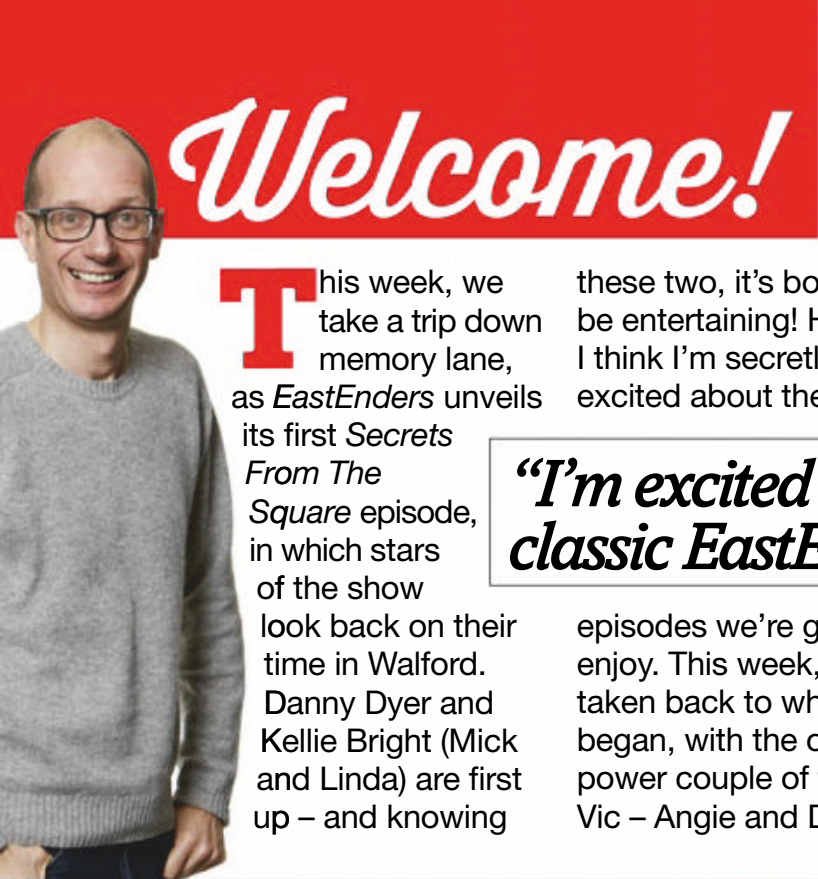 Welcome!
This week, we
take a trip down
memory lane,
as EastEnders unveils
its first Secrets
From The
Square episode,
in which stars
of the show
look back on their
time in Walford.
Danny Dyer and
Kellie Bright (Mick
and Linda) are first
up – and knowing
these two, it’s
be entertaining!
I think I’m
excited about
“I’m excited
classic
episodes we’re
enjoy. This week,
taken back to
began, with the
power couple of
Vic – Angie and